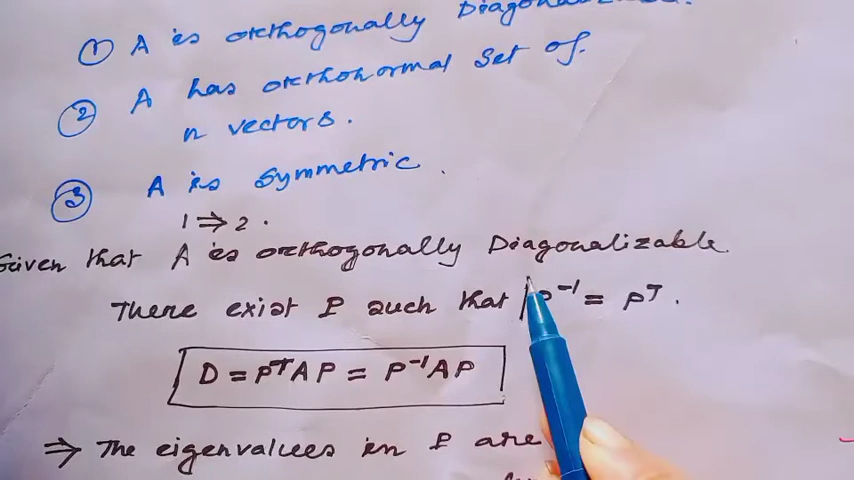 ① A is orthogonally
② A has orthonormal set of
n vectors.
③ A is symmetric.
1 ⇒ 2.
Given that A is orthogonally Diagonalizable
There exist P such that P⁻¹ = Pᵀ.
D = PᵀAP = P⁻¹AP
⇒ The eigenvalues in P are